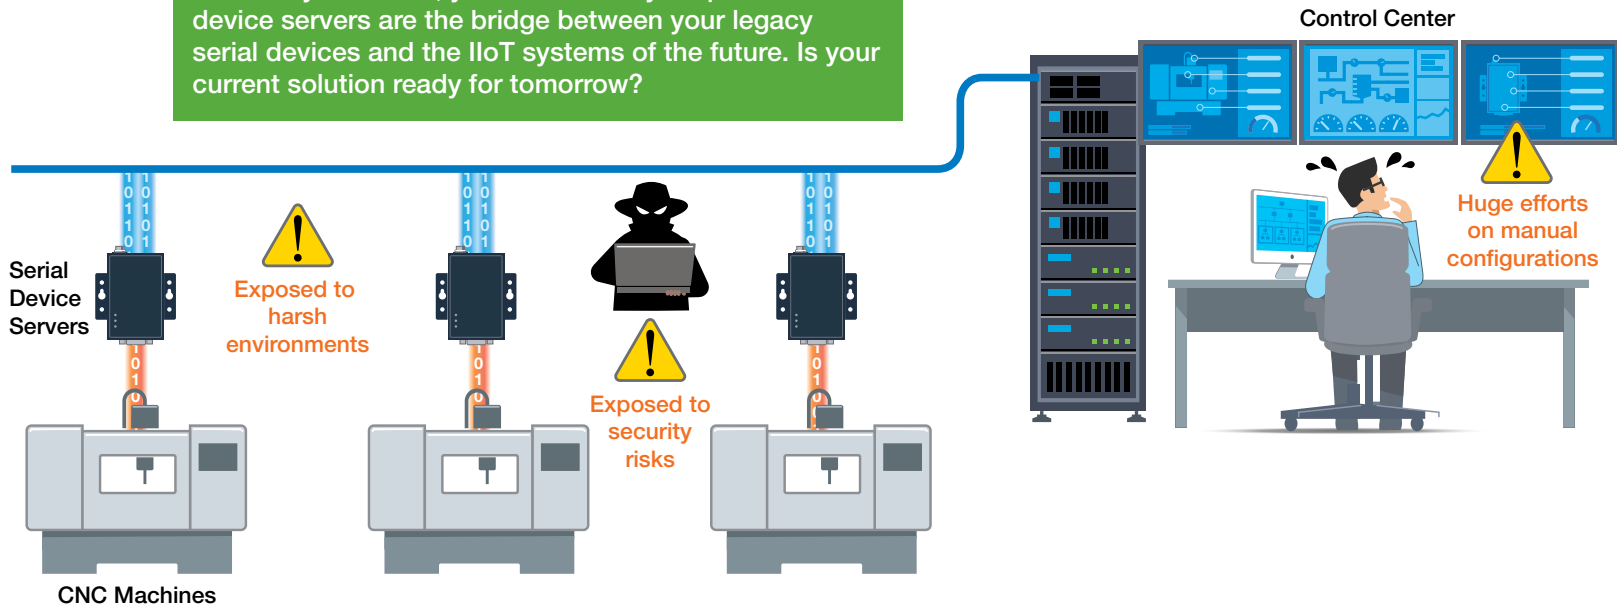 device servers are the bridge between your legacy
serial devices and the IIoT systems of the future. Is your
current solution ready for tomorrow?
Control Center
Serial
Device
Servers
Exposed to
harsh
environments
Exposed to
security
risks
Huge efforts
on manual
configurations
CNC Machines